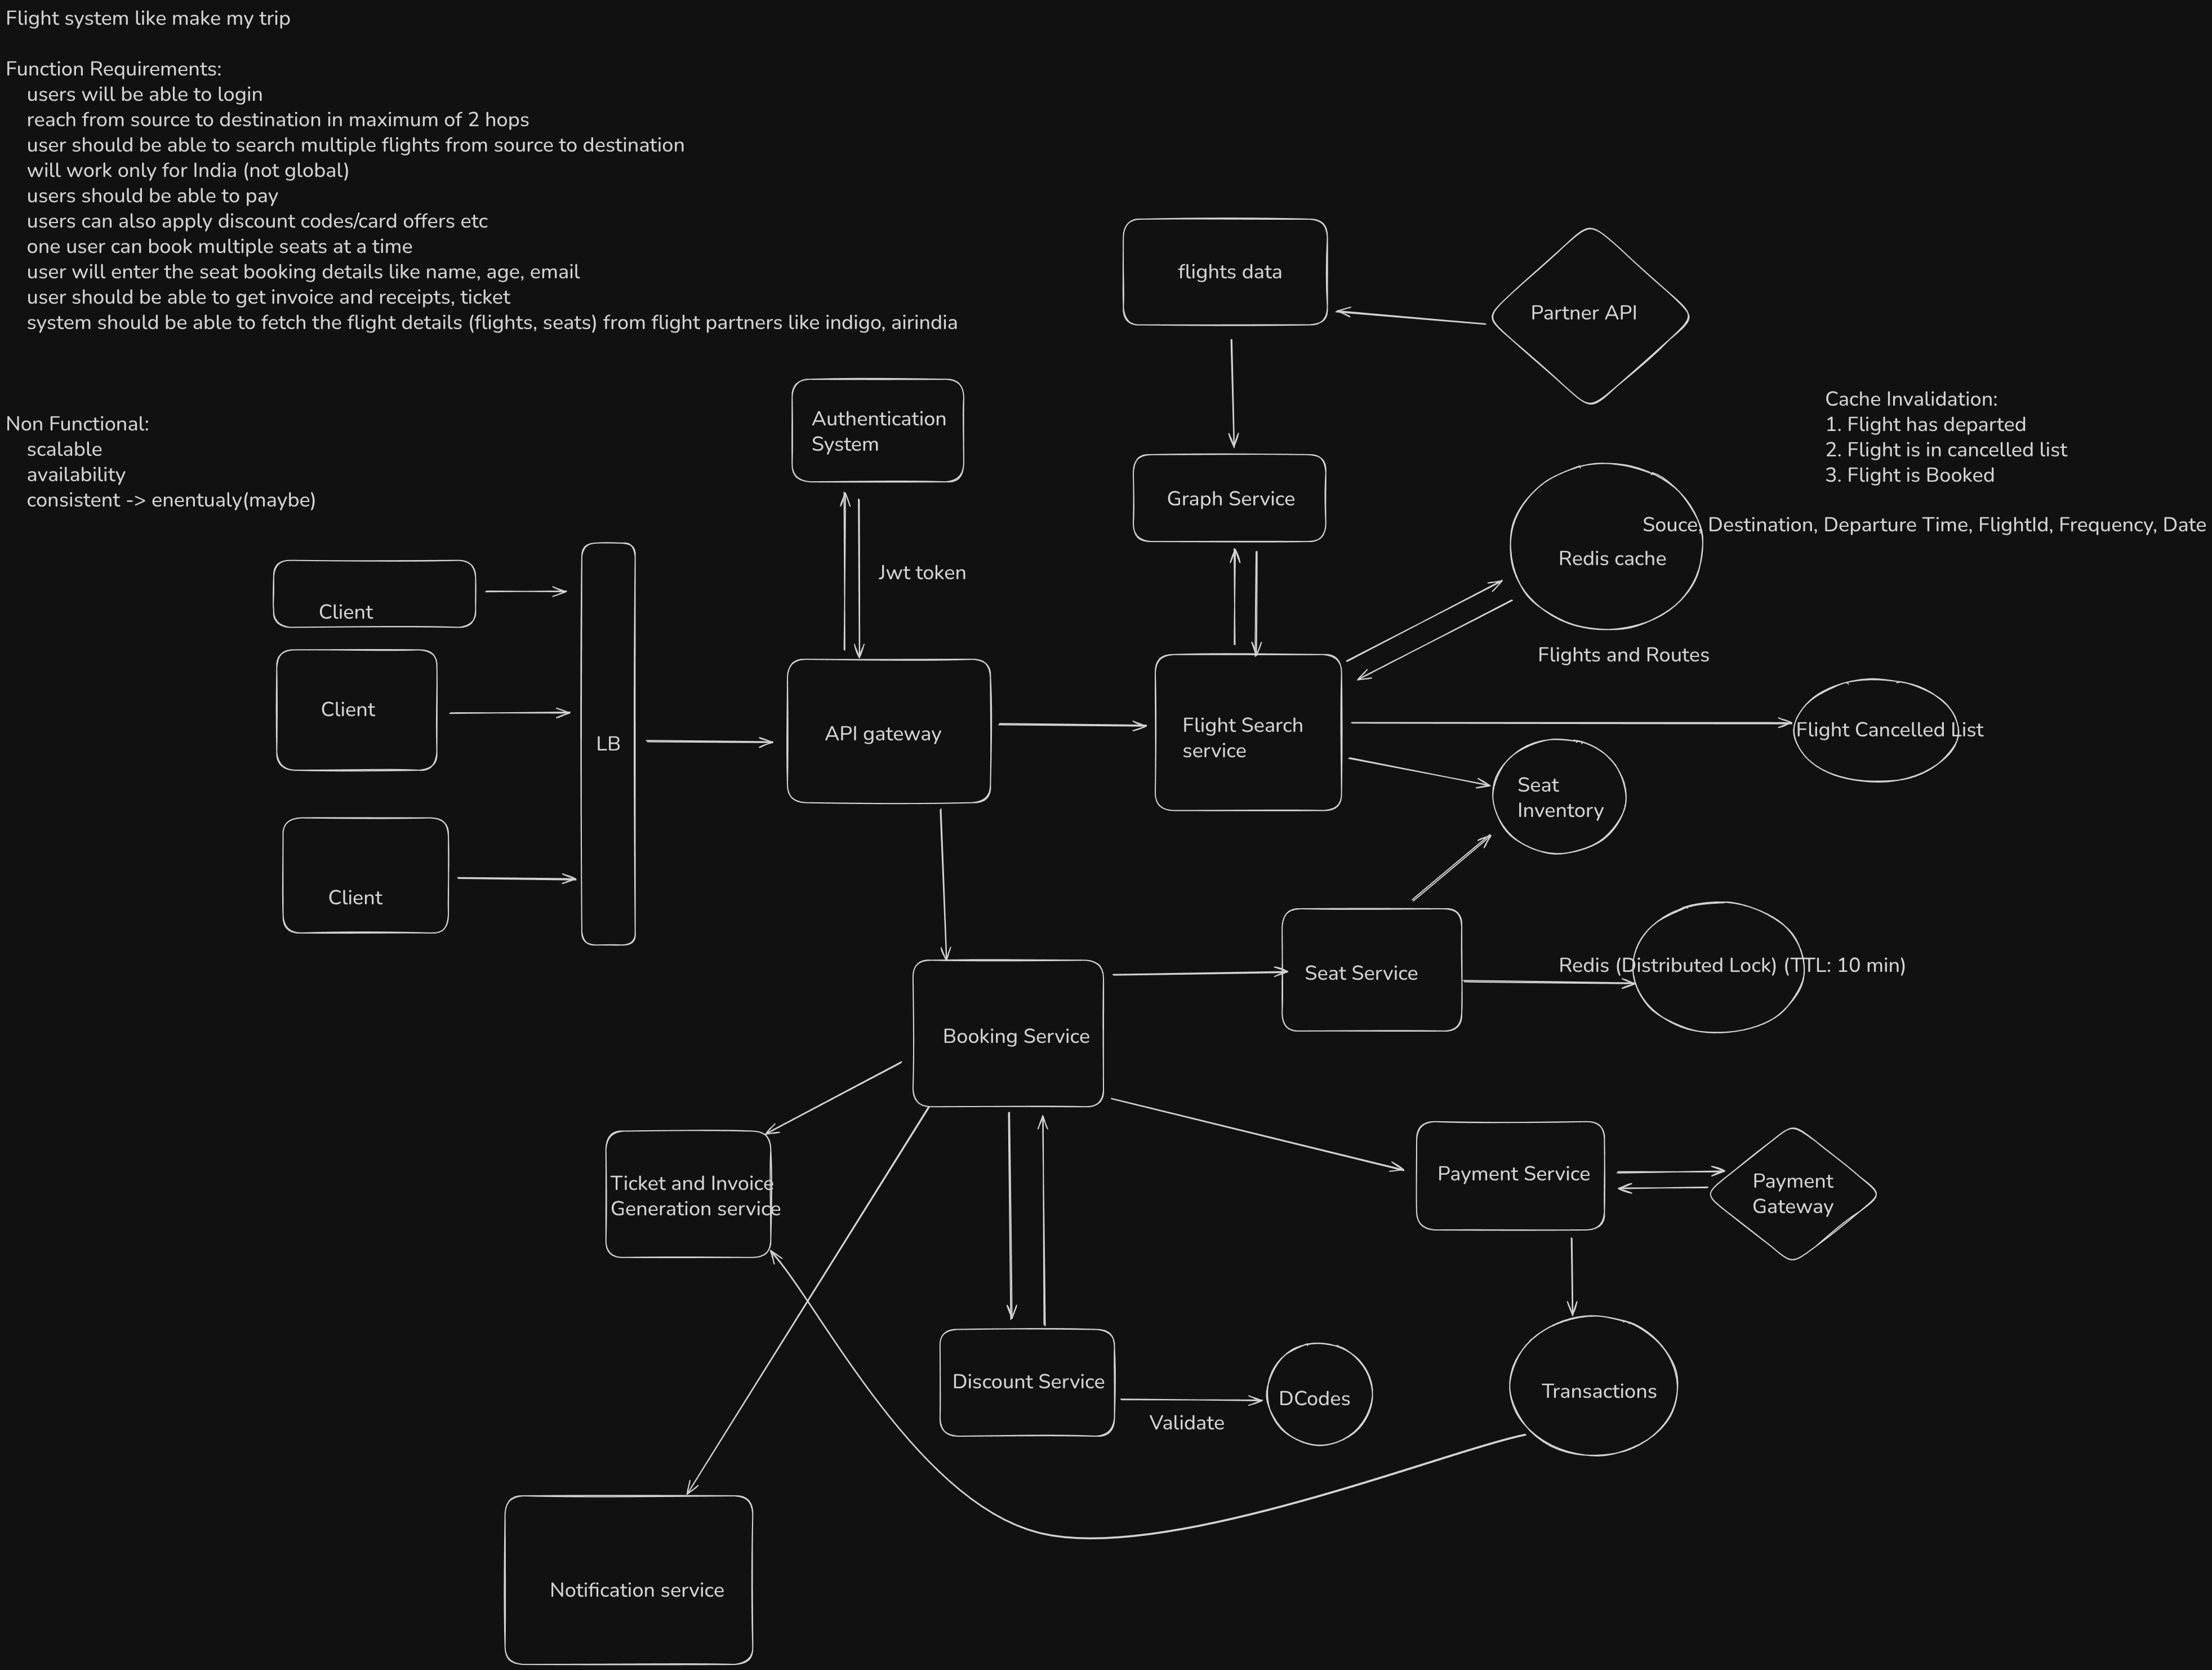 Flight system like make my trip
Function Requirements:
users will be able to login
reach from source to destination in maximum of 2 hops
user should be able to search multiple flights from source to destination
will work only for India (not global)
users should be able to pay
users can also apply discount codes/card offers etc
one user can book multiple seats at a time
user will enter the seat booking details like name, age, email
user should be able to get invoice and receipts, ticket
system should be able to fetch the flight details (flights, seats) from flight partners like indigo, airindia
Non Functional:
scalable
availability
consistent -> enentualy(maybe)
flights data
Partner API
Authentication
System
Graph Service
Cache Invalidation:
1. Flight has departed
2. Flight is in cancelled list
3. Flight is Booked
Souce, Destination, Departure Time, FlightId, Frequency, Date
Redis cache
Jwt token
Flights and Routes
Client
Client
Client
LB
API gateway
Flight Search
service
Flight Cancelled List
Seat
Inventory
Seat Service
Redis (Distributed Lock) (TTL: 10 min)
Booking Service
Ticket and Invoice
Generation service
Payment Service
Payment
Gateway
Discount Service
Validate
DCodes
Transactions
Notification service